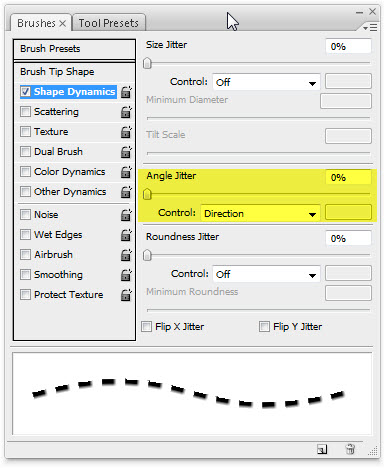 Brushes × Tool Presets
Brush Presets
Brush Tip Shape
Shape Dynamics
Scattering
Texture
Dual Brush
Color Dynamics
Other Dynamics
Noise
Wet Edges
Airbrush
Smoothing
Protect Texture
Size Jitter 0%
Control: Off
Minimum Diameter
Tilt Scale
Angle Jitter 0%
Control: Direction
Roundness Jitter 0%
Control: Off
Minimum Roundness
Flip X Jitter Flip Y Jitter